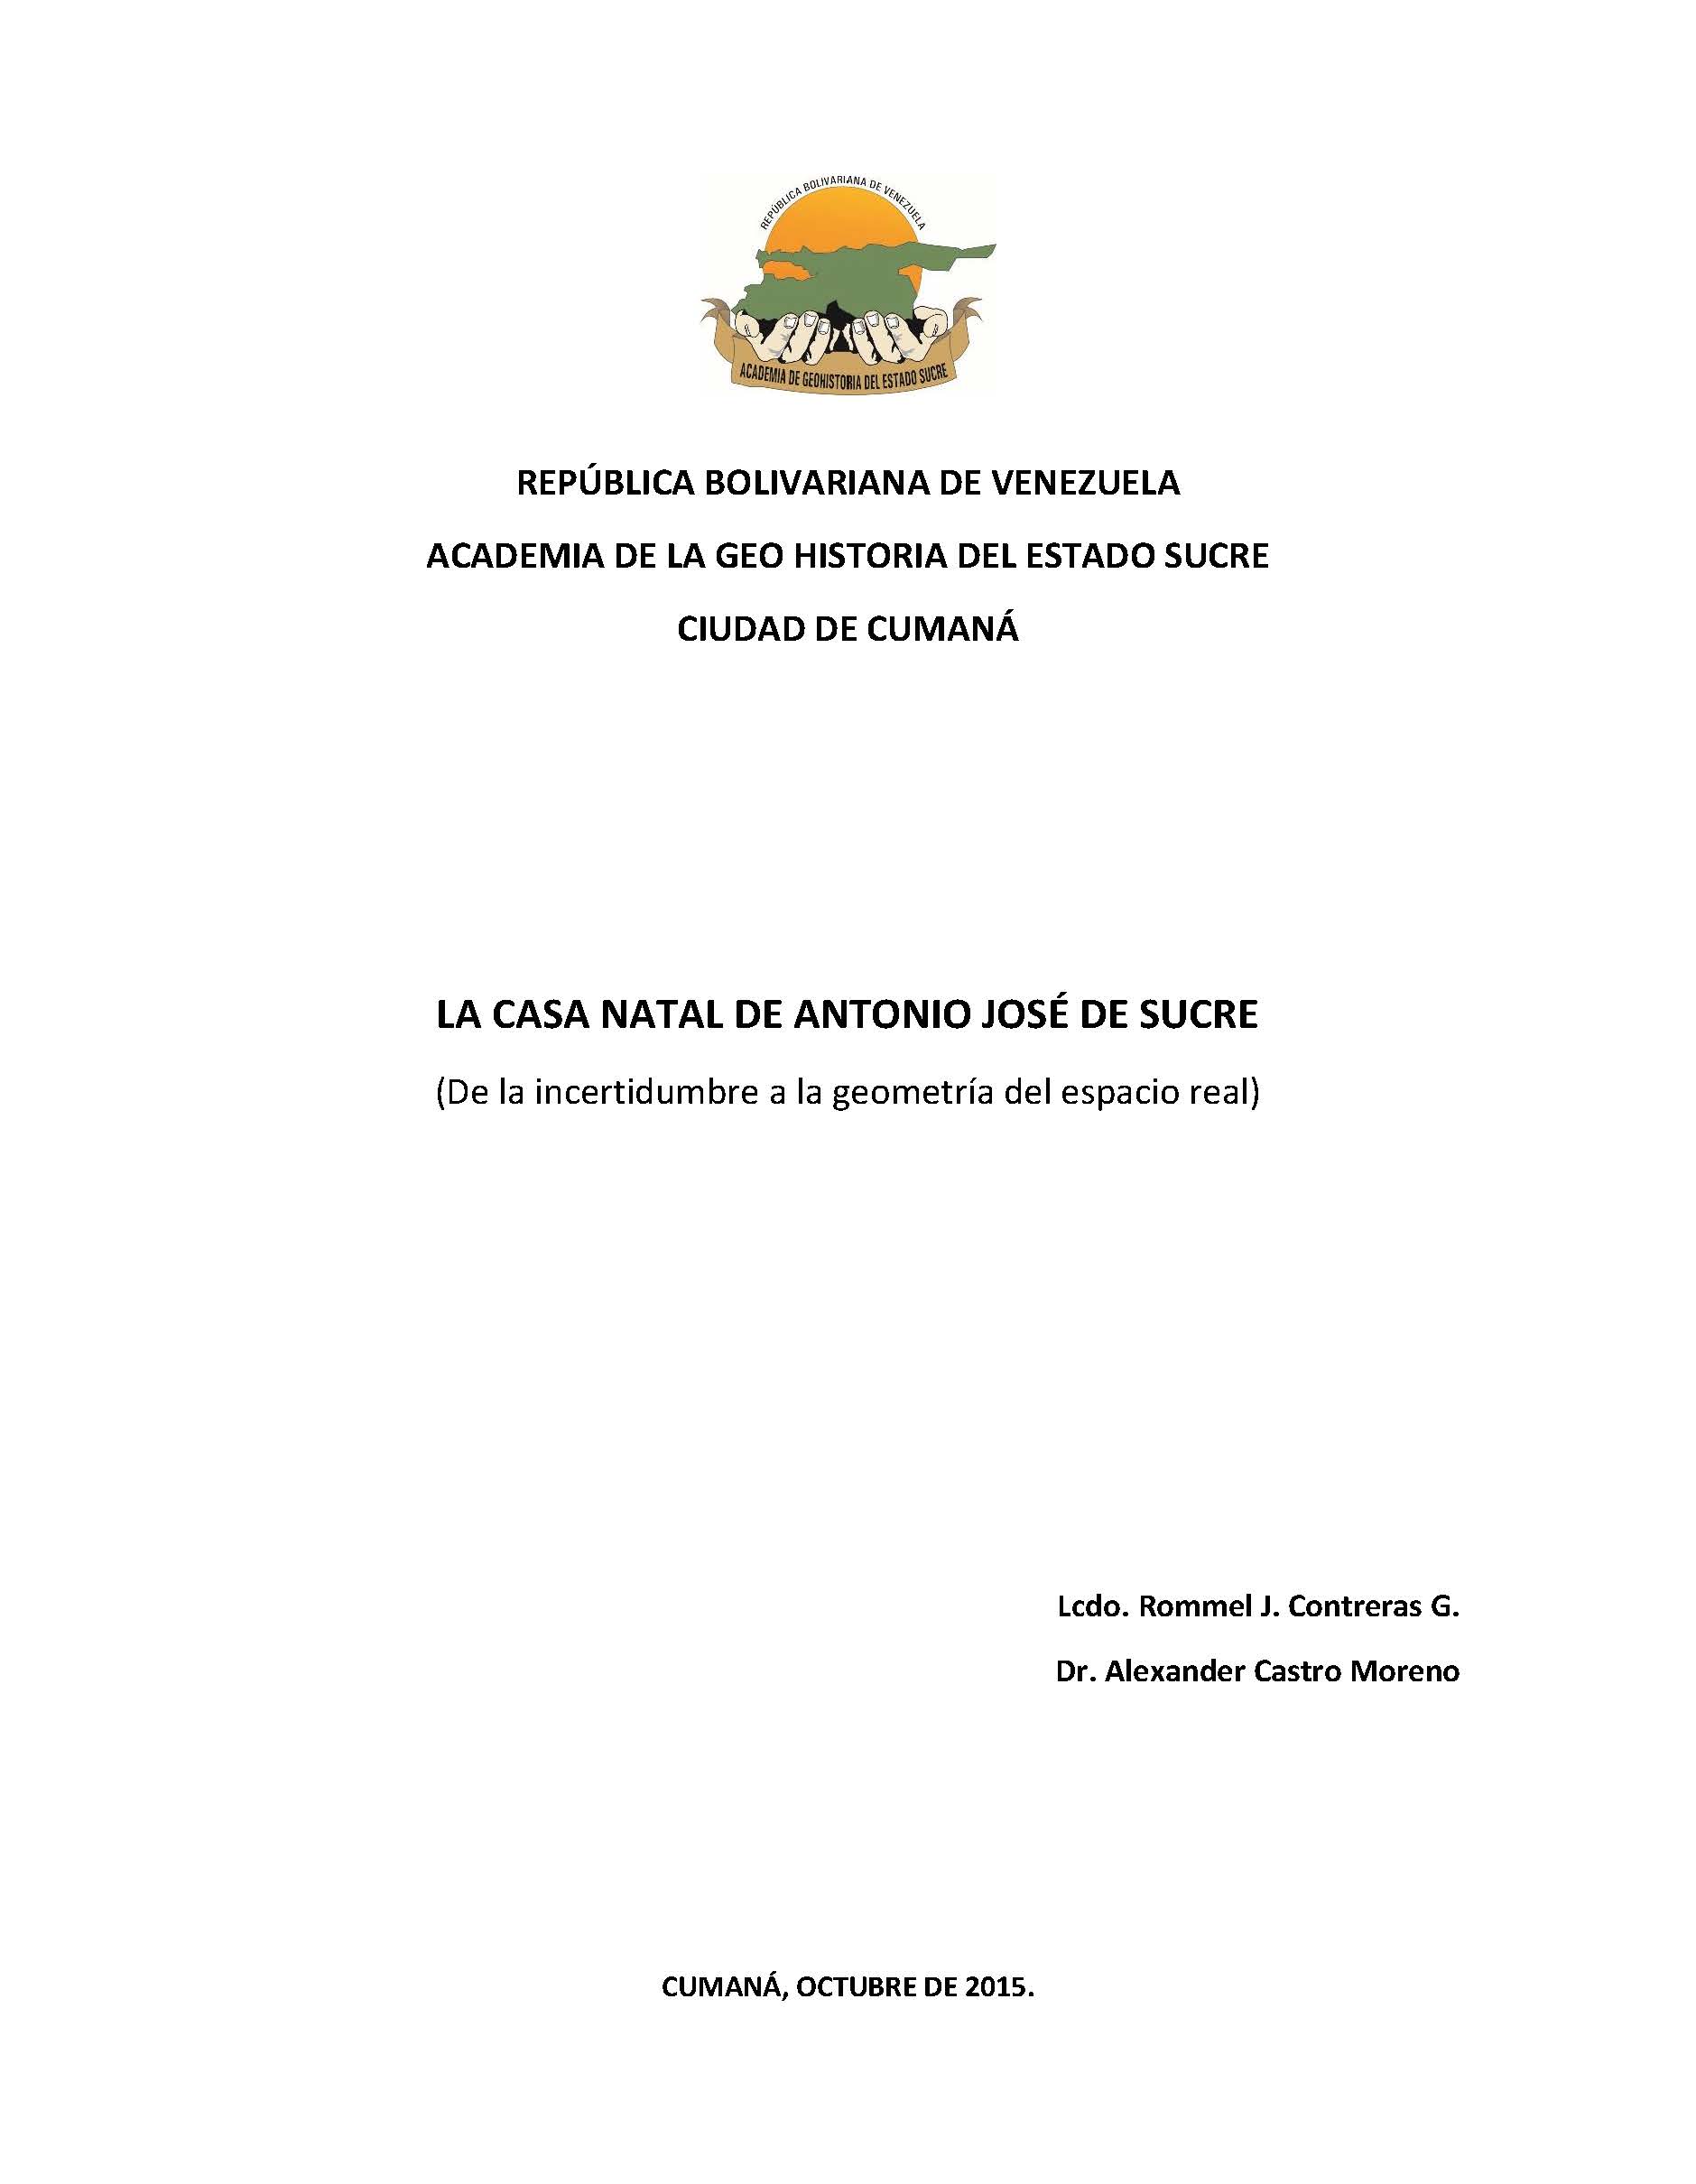 REPÚBLICA BOLIVARIANA DE VENEZUELA
ACADEMIA DE GEOHISTORIA DEL ESTADO SUCRE
REPÚBLICA BOLIVARIANA DE VENEZUELA
ACADEMIA DE LA GEO HISTORIA DEL ESTADO SUCRE
CIUDAD DE CUMANÁ
LA CASA NATAL DE ANTONIO JOSÉ DE SUCRE
(De la incertidumbre a la geometría del espacio real)
Lcdo. Rommel J. Contreras G.
Dr. Alexander Castro Moreno
CUMANÁ, OCTUBRE DE 2015.